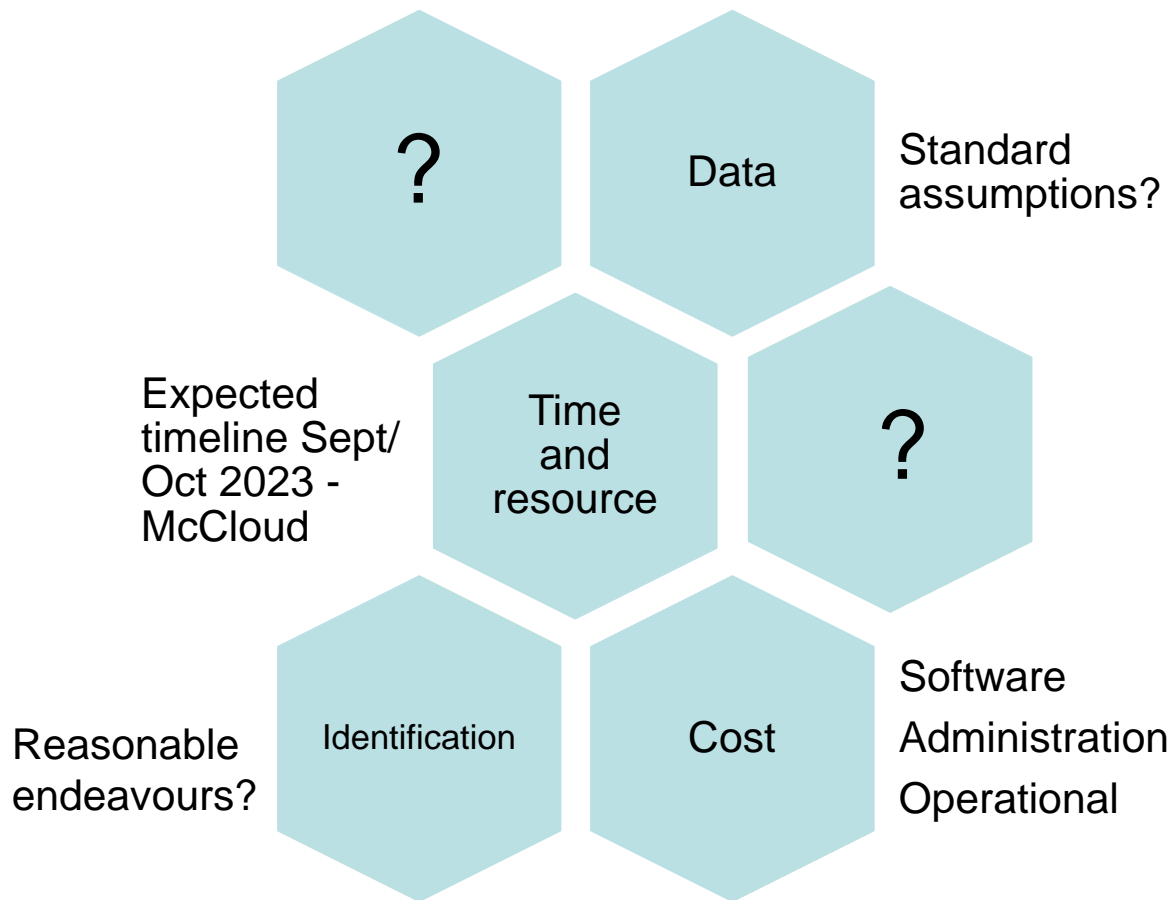 ?
Data
Standard
assumptions?
Expected
timeline Sept/
Oct 2023 -
McCloud
Time
and
resource
?
Reasonable
endeavours?
Identification
Cost
Software
Administration
Operational